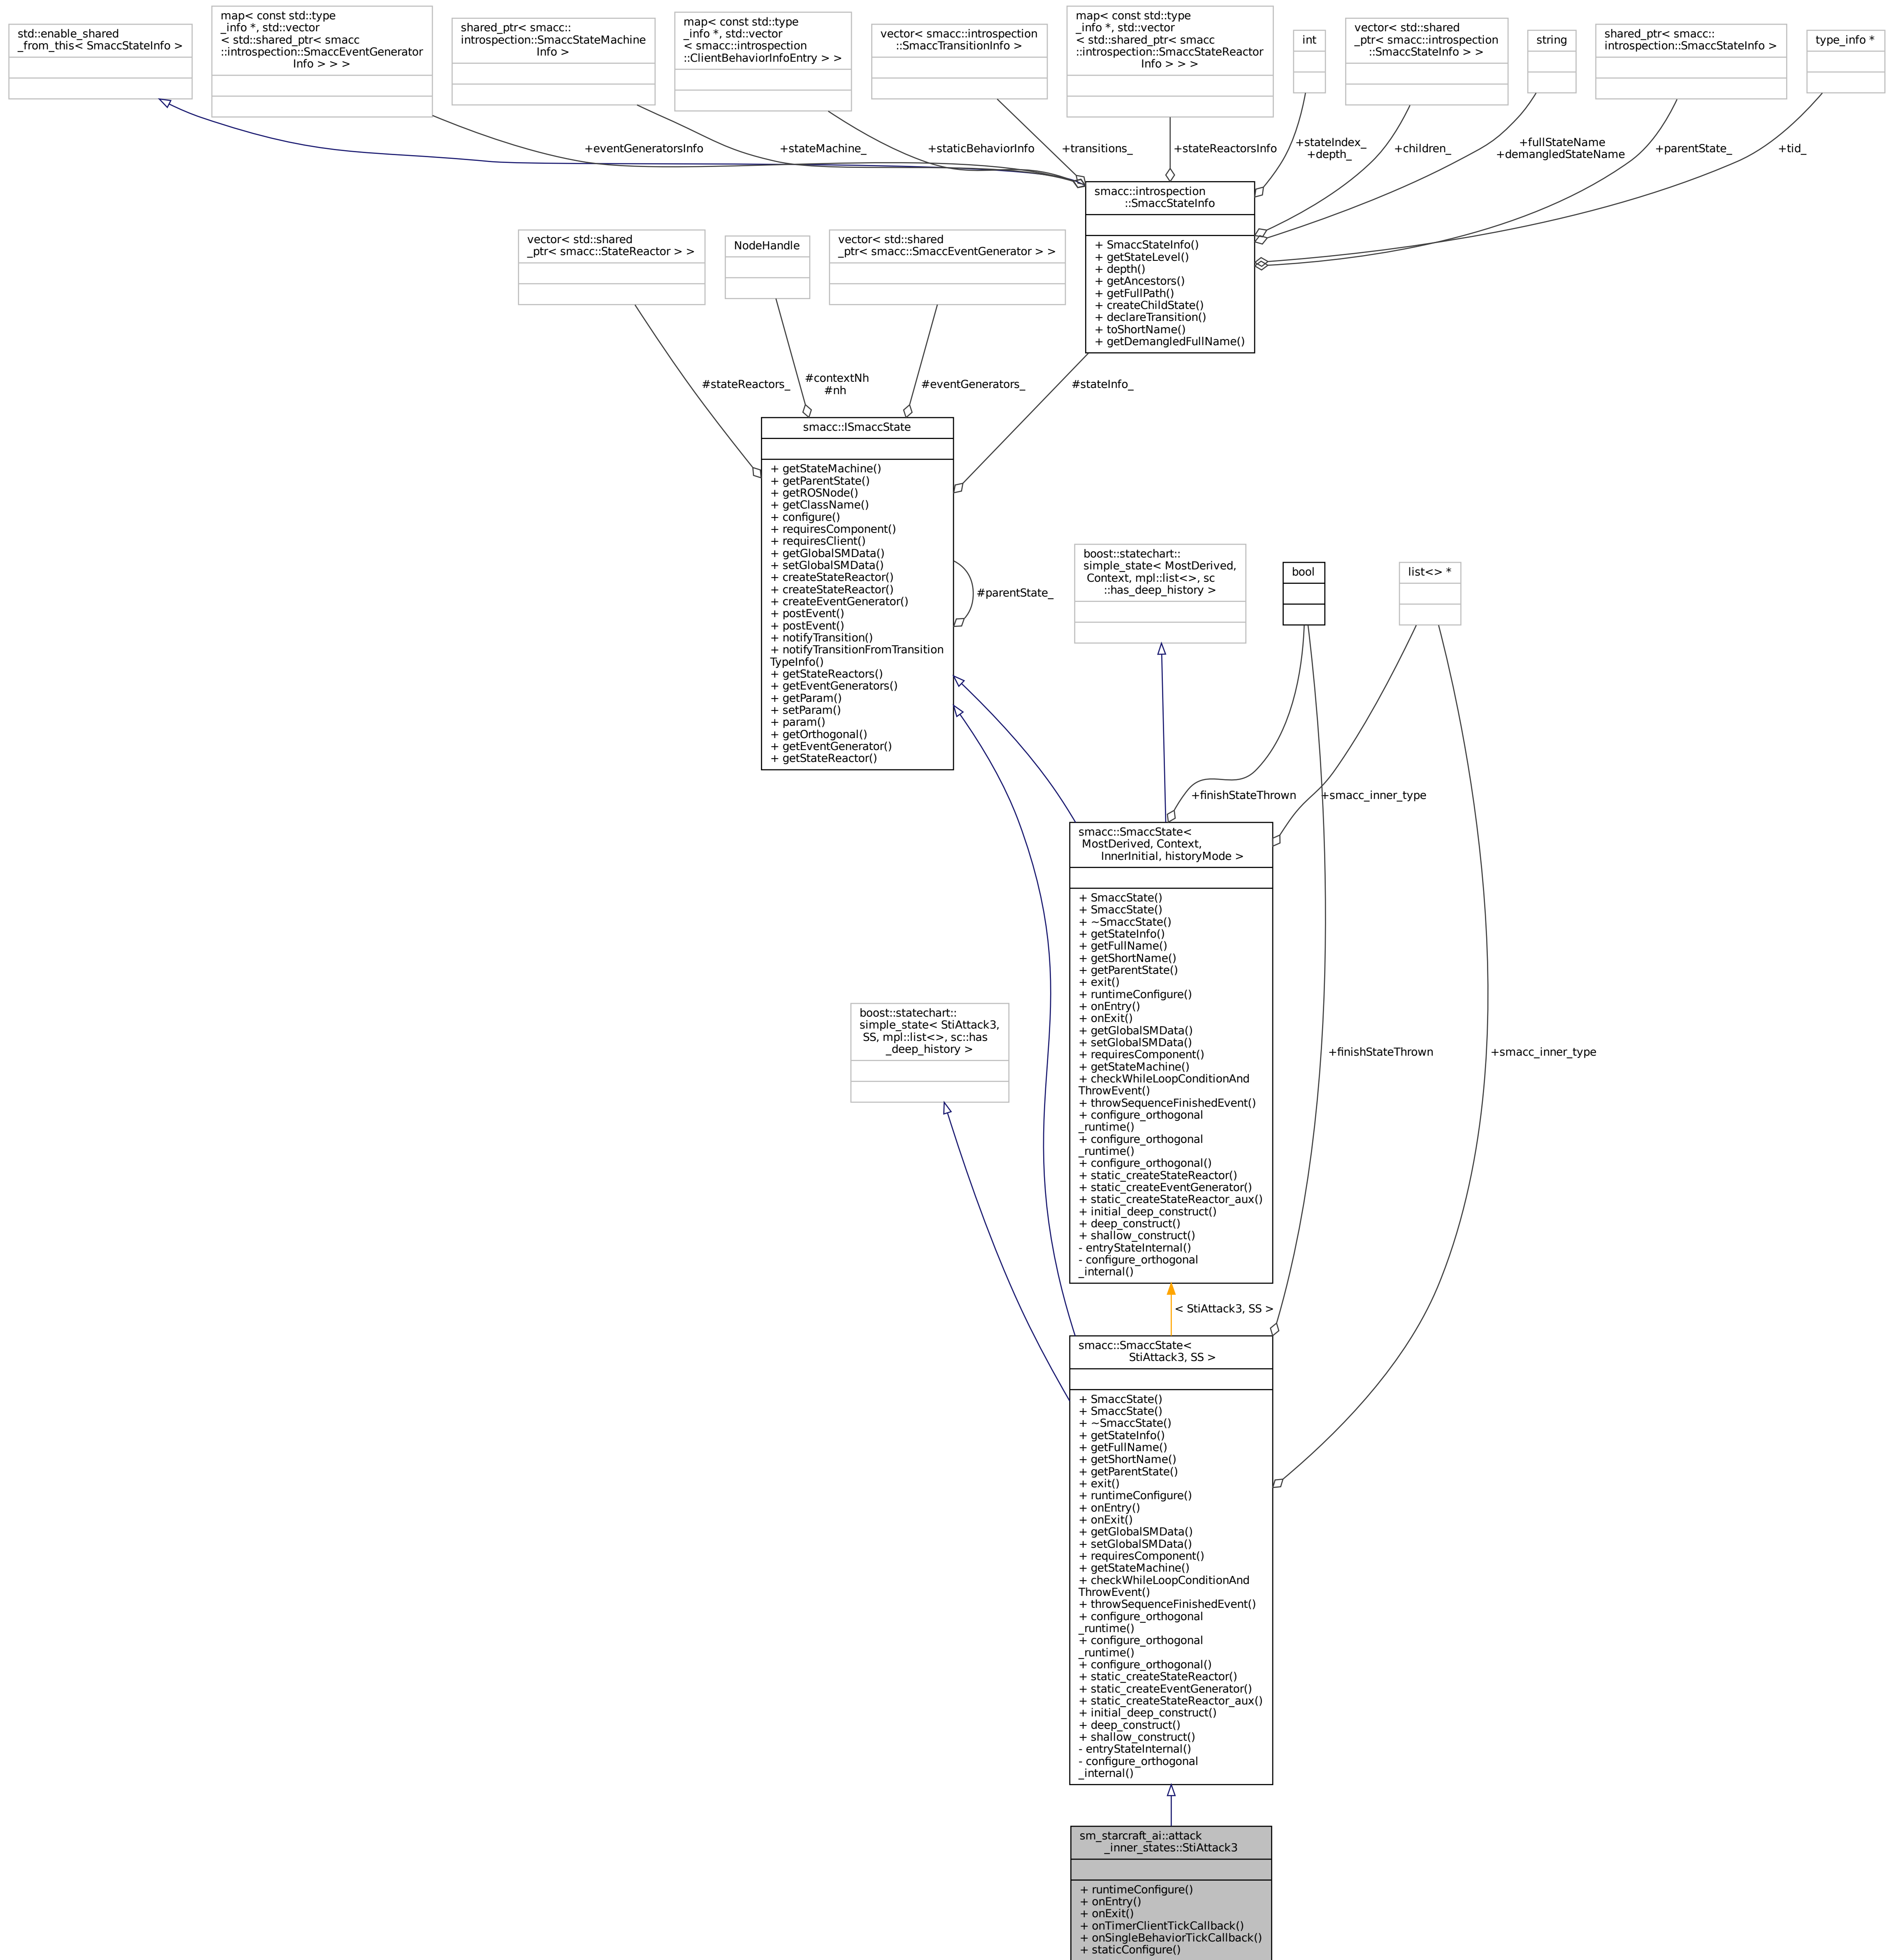 std::enable_shared
_from_this< SmaccStateInfo >
map< const std::type
_info *, std::vector
< std::shared_ptr< smacc
::introspection::SmaccEventGenerator
Info > > >
shared_ptr< smacc::
introspection::SmaccStateMachine
Info >
map< const std::type
_info *, std::vector
< smacc::introspection
::ClientBehaviorInfoEntry > >
vector< smacc::introspection
::SmaccTransitionInfo >
map< const std::type
_info *, std::vector
< std::shared_ptr< smacc
::introspection::SmaccStateReactor
Info > > >
int
vector< std::shared
_ptr< smacc::introspection
::SmaccStateInfo > >
string
shared_ptr< smacc::
introspection::SmaccStateInfo >
type_info *
+eventGeneratorsInfo
+stateMachine_
+staticBehaviorInfo
+transitions_
+stateReactorsInfo
+stateIndex_
+depth_
+children_
+fullStateName
+demangledStateName
+parentState_
+tid_
smacc::introspection
::SmaccStateInfo
+ SmaccStateInfo()
+ getStateLevel()
+ depth()
+ getAncestors()
+ getFullPath()
+ createChildState()
+ declareTransition()
+ toShortName()
+ getDemangledFullName()
vector< std::shared
_ptr< smacc::StateReactor > >
NodeHandle
vector< std::shared
_ptr< smacc::SmaccEventGenerator > >
#stateReactors_
#contextNh
#nh
#eventGenerators_
#stateInfo_
smacc::ISmaccState
+ getStateMachine()
+ getParentState()
+ getROSNode()
+ getClassName()
+ configure()
+ requiresComponent()
+ requiresClient()
+ getGlobalSMData()
+ setGlobalSMData()
+ createStateReactor()
+ createStateReactor()
+ createEventGenerator()
+ postEvent()
+ postEvent()
+ notifyTransition()
+ notifyTransitionFromTransition
TypeInfo()
+ getStateReactors()
+ getEventGenerators()
+ getParam()
+ setParam()
+ param()
+ getOrthogonal()
+ getEventGenerator()
+ getStateReactor()
#parentState_
boost::statechart::
simple_state< MostDerived,
Context, mpl::list<>, sc
::has_deep_history >
bool
list<> *
+finishStateThrown
+smacc_inner_type
smacc::SmaccState<
MostDerived, Context,
InnerInitial, historyMode >
+ SmaccState()
+ SmaccState()
+ ~SmaccState()
+ getStateInfo()
+ getFullName()
+ getShortName()
+ getParentState()
+ exit()
+ runtimeConfigure()
+ onEntry()
+ onExit()
+ getGlobalSMData()
+ setGlobalSMData()
+ requiresComponent()
+ getStateMachine()
+ checkWhileLoopConditionAnd
ThrowEvent()
+ throwSequenceFinishedEvent()
+ configure_orthogonal
_runtime()
+ configure_orthogonal
_runtime()
+ configure_orthogonal()
+ static_createStateReactor()
+ static_createEventGenerator()
+ static_createStateReactor_aux()
+ initial_deep_construct()
+ deep_construct()
+ shallow_construct()
- entryStateInternal()
- configure_orthogonal
_internal()
boost::statechart::
simple_state< StiAttack3,
SS, mpl::list<>, sc::has
_deep_history >
+finishStateThrown
+smacc_inner_type
< StiAttack3, SS >
smacc::SmaccState<
StiAttack3, SS >
+ SmaccState()
+ SmaccState()
+ ~SmaccState()
+ getStateInfo()
+ getFullName()
+ getShortName()
+ getParentState()
+ exit()
+ runtimeConfigure()
+ onEntry()
+ onExit()
+ getGlobalSMData()
+ setGlobalSMData()
+ requiresComponent()
+ getStateMachine()
+ checkWhileLoopConditionAnd
ThrowEvent()
+ throwSequenceFinishedEvent()
+ configure_orthogonal
_runtime()
+ configure_orthogonal
_runtime()
+ configure_orthogonal()
+ static_createStateReactor()
+ static_createEventGenerator()
+ static_createStateReactor_aux()
+ initial_deep_construct()
+ deep_construct()
+ shallow_construct()
- entryStateInternal()
- configure_orthogonal
_internal()
sm_starcraft_ai::attack
_inner_states::StiAttack3
+ runtimeConfigure()
+ onEntry()
+ onExit()
+ onTimerClientTickCallback()
+ onSingleBehaviorTickCallback()
+ staticConfigure()